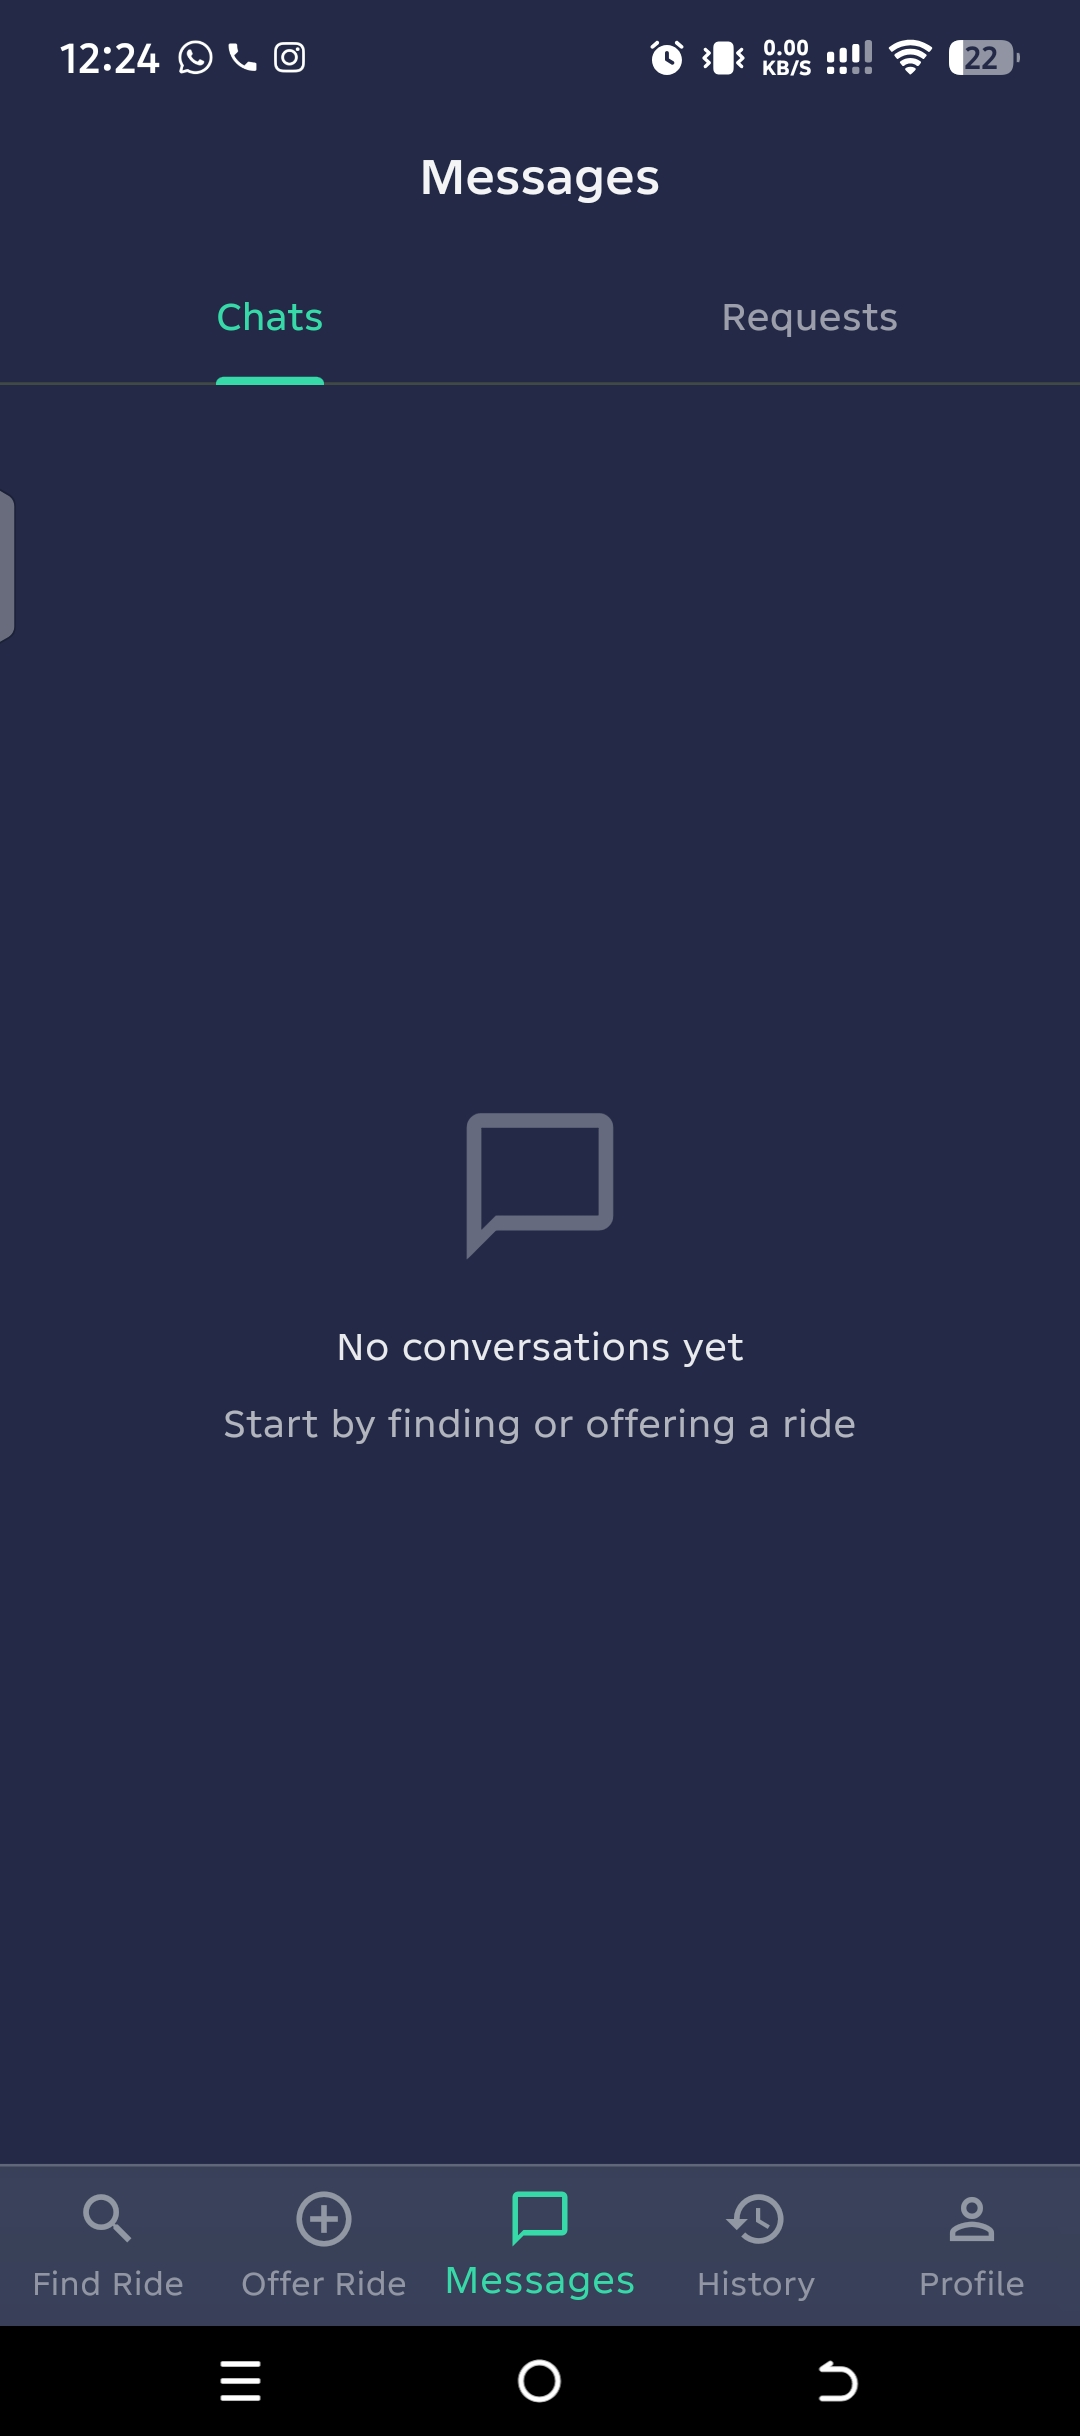 12:24
0.00
KB/S
22
Messages
Chats
Requests
No conversations yet
Start by finding or offering a ride
Find Ride
Offer Ride
Messages
History
Profile